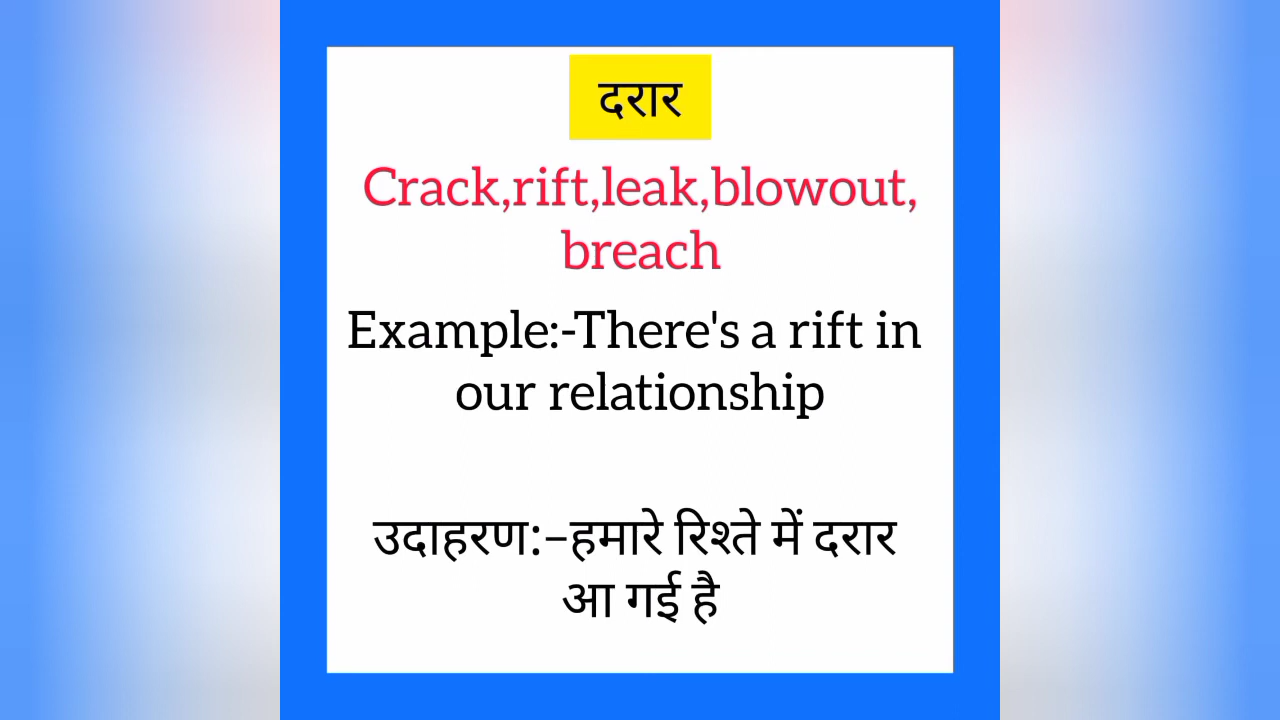 दरार
Crack,rift,leak,blowout,
breach
Example:-There's a rift in
our relationship
उदाहरण:–हमारे रिश्ते में दरार
आ गई है